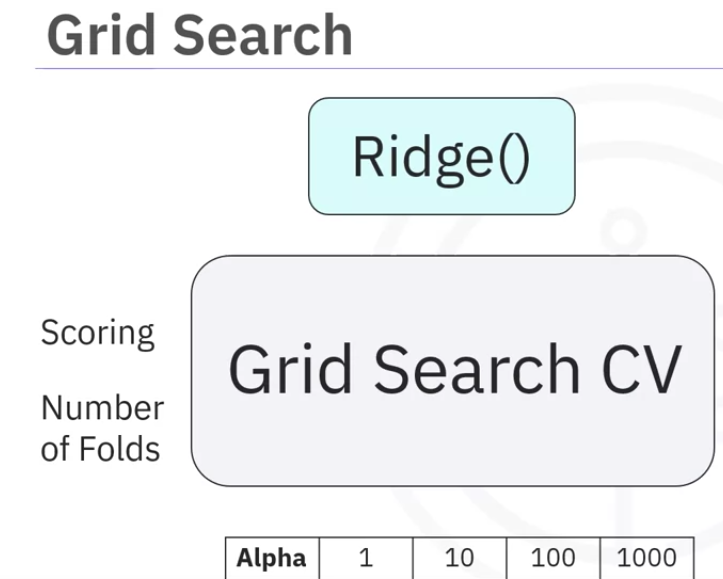 Grid Search
Ridge()
Scoring
Grid Search CV
Number
of Folds
Alpha 1 10 100 1000